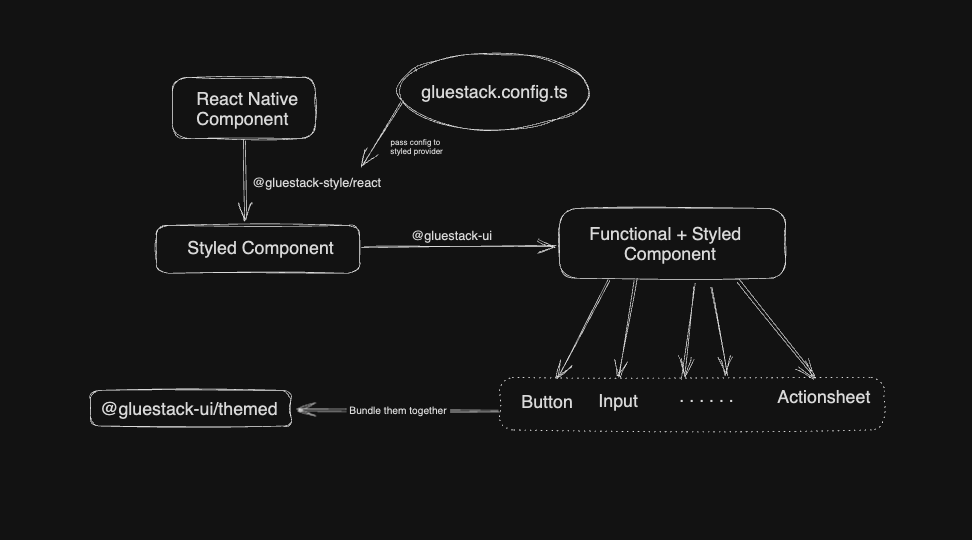 React Native
Component
gluestack.config.ts
pass config to
styled provider
@gluestack-style/react
Styled Component
@gluestack-ui
Functional + Styled
Component
Button
Input
......
Actionsheet
Bundle them together
@gluestack-ui/themed